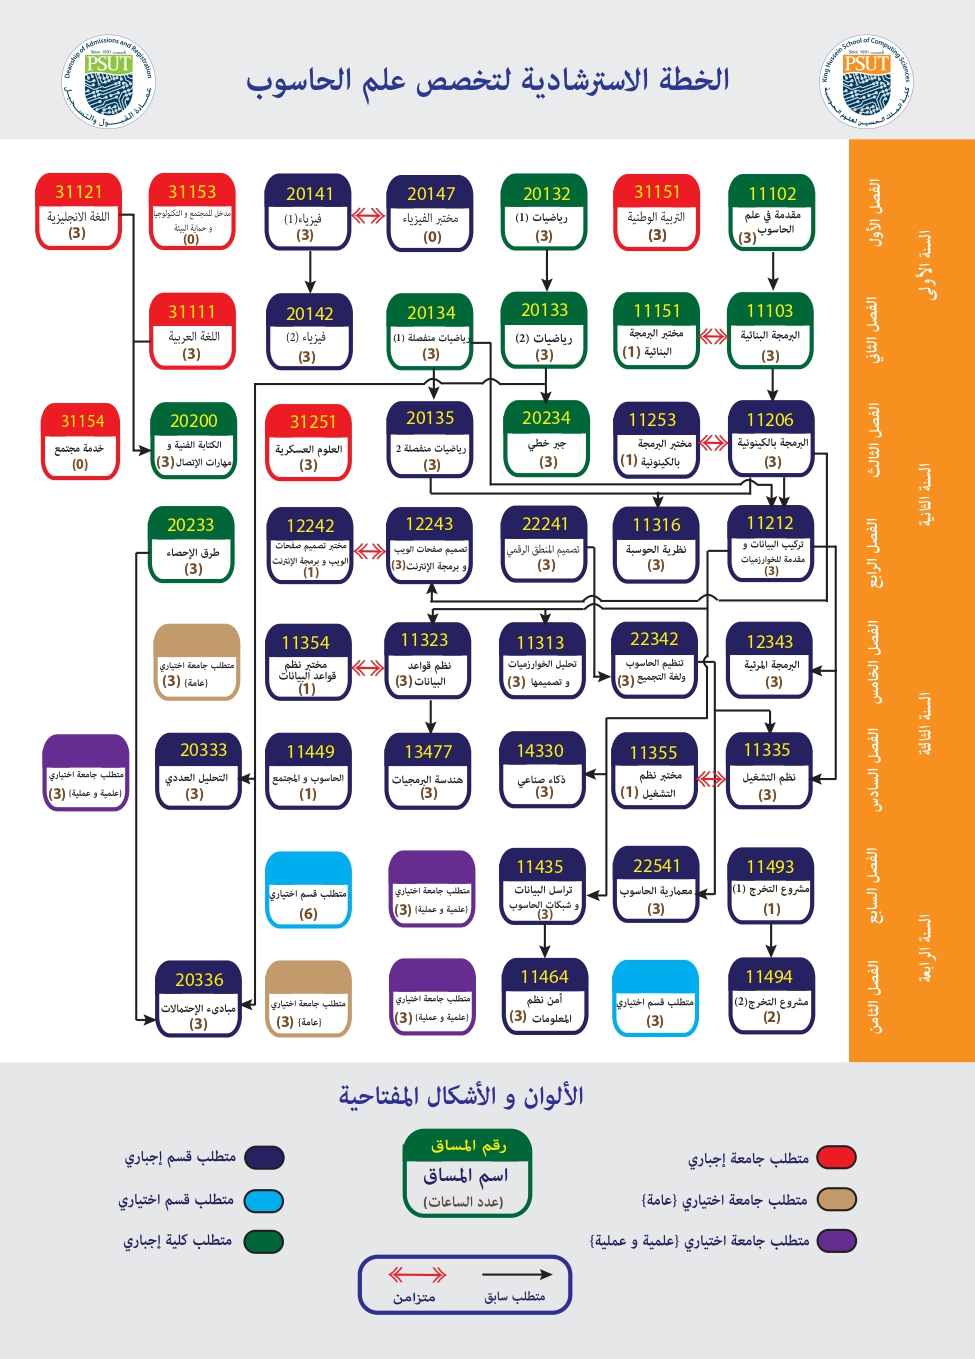 الخطة الاسترشادية لتخصص علم الحاسوب
Deanship of Admissions and Registration
Since 1991 تأسست
PSUT
عمـادة القبـول والتسـجيل
King Hussein School of Computing Sciences
Since 1991 تأسست
PSUT
كلية الملك الحسين لعلوم الحوسبة
السنة الأولى
الفصل الأول
11102
مقدمة في علم
الحاسوب (3)
31151
التربية الوطنية
(3)
20132
رياضيات (1)
(3)
20147
مختبر الفيزياء
(0)
20141
فيزياء(1)
(3)
31153
مدخل للمجتمع و التكنولوجيا
و حماية البيئة
(0)
31121
اللغة الانجليزية
(3)
الفصل الثاني
11103
البرمجة البنائية
(3)
11151
مختبر البرمجة
البنائية (1)
20133
رياضيات (2)
(3)
20134
رياضيات منفصلة (1)
(3)
20142
فيزياء (2)
(3)
31111
اللغة العربية
(3)
السنة الثانية
الفصل الثالث
11206
البرمجة بالكينونية
(3)
11253
مختبر البرمجة
بالكينونية (1)
20234
جبر خطي
(3)
20135
رياضيات منفصلة 2
(3)
31251
العلوم العسكرية
(3)
20200
الكتابة الفنية و
مهارات الإتصال (3)
31154
خدمة مجتمع
(0)
الفصل الرابع
11212
تركيب البيانات و
مقدمة للخوارزميات
(3)
11316
نظرية الحوسبة
(3)
22241
تصميم المنطق الرقمي
(3)
12243
تصميم صفحات الويب
و برمجة الإنترنت (3)
12242
مختبر تصميم صفحات
الويب و برمجة الإنترنت
(1)
20233
طرق الإحصاء
(3)
السنة الثالثة
الفصل الخامس
12343
البرمجة المرئية
(3)
22342
تنظيم الحاسوب
ولغة التجميع (3)
11313
تحليل الخوارزميات
و تصميمها (3)
11323
نظم قواعد
البيانات (3)
11354
مختبر نظم
قواعد البيانات
(1)
متطلب جامعة اختياري
{عامة} (3)
الفصل السادس
11335
نظم التشغيل
(3)
11355
مختبر نظم
التشغيل (1)
14330
ذكاء صناعي
(3)
13477
هندسة البرمجيات
(3)
11449
الحاسوب و المجتمع
(1)
20333
التحليل العددي
(3)
متطلب جامعة اختياري
{علمية و عملية} (3)
السنة الرابعة
الفصل السابع
11493
مشروع التخرج (1)
(1)
22541
معمارية الحاسوب
(3)
11435
تراسل البيانات
و شبكات الحاسوب
(3)
متطلب جامعة اختياري
{علمية و عملية} (3)
متطلب قسم اختياري
(6)
الفصل الثامن
11494
مشروع التخرج(2)
(2)
متطلب قسم اختياري
(3)
11464
أمن نظم
المعلومات (3)
متطلب جامعة اختياري
{علمية و عملية} (3)
متطلب جامعة اختياري
{عامة} (3)
20336
مبادىء الإحتمالات
(3)
الألوان و الأشكال المفتاحية
متطلب جامعة إجباري
متطلب جامعة اختياري {عامة}
متطلب جامعة اختياري {علمية و عملية}
رقم المساق
اسم المساق
(عدد الساعات)
متطلب قسم إجباري
متطلب قسم اختياري
متطلب كلية إجباري
متطلب سابق
متزامن